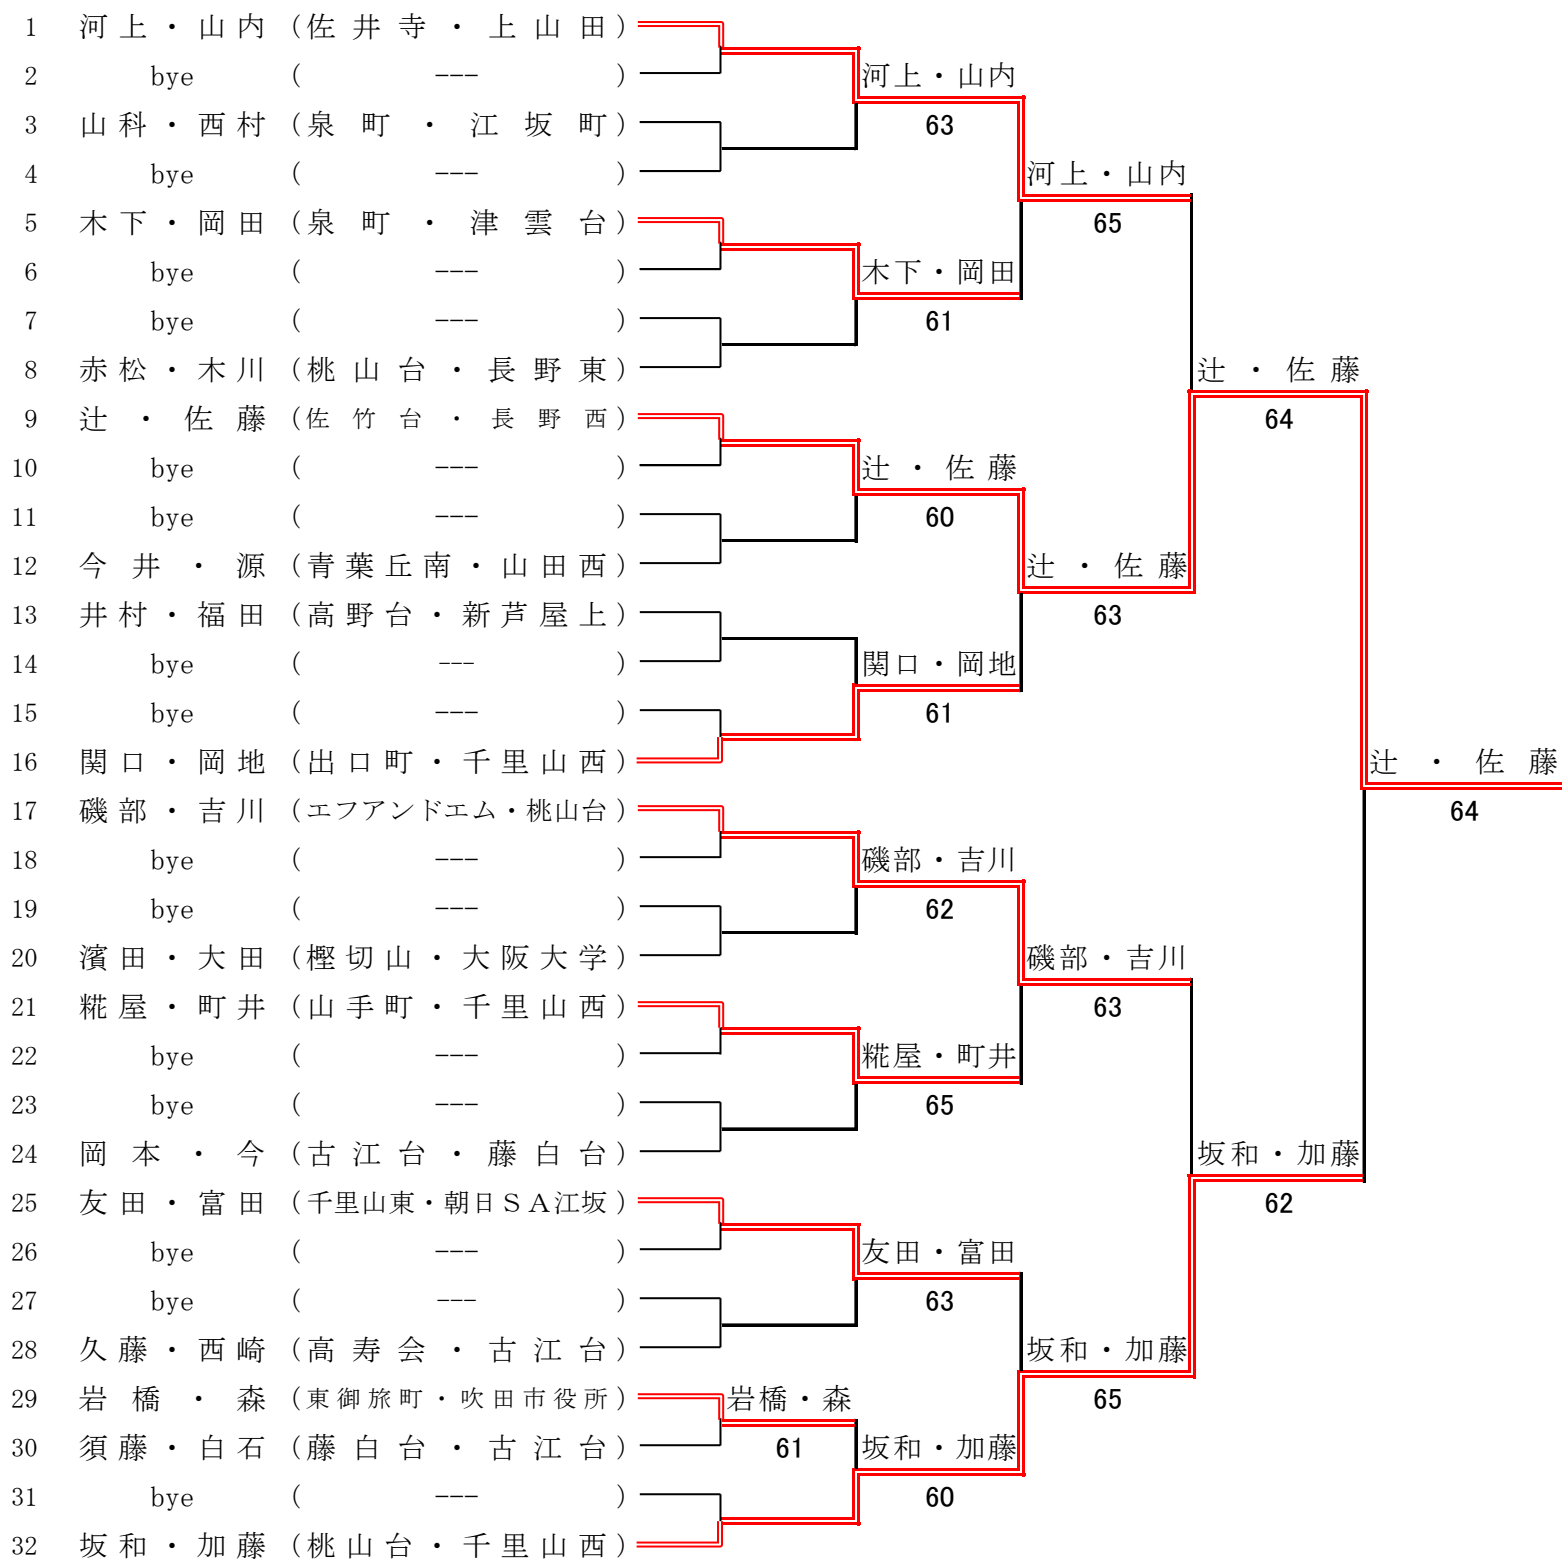 1 河上・山内 (佐井寺・上山田)
2 bye ( --- )
河上・山内
3 山科・西村 (泉町・江坂町)
63
4 bye ( --- )
河上・山内
5 木下・岡田 (泉町・津雲台)
65
6 bye ( --- )
木下・岡田
7 bye ( --- )
61
8 赤松・木川 (桃山台・長野東)
辻・佐藤
9 辻・佐藤 (佐竹台・長野西)
64
10 bye ( --- )
辻・佐藤
11 bye ( --- )
60
12 今井・源 (青葉丘南・山田西)
辻・佐藤
13 井村・福田 (高野台・新芦屋上)
63
14 bye ( --- )
関口・岡地
15 bye ( --- )
61
16 関口・岡地 (出口町・千里山西)
辻・佐藤
17 磯部・吉川 (エフアンドエム・桃山台)
64
18 bye ( --- )
磯部・吉川
19 bye ( --- )
62
20 濱田・大田 (樫切山・大阪大学)
磯部・吉川
21 糀屋・町井 (山手町・千里山西)
63
22 bye ( --- )
糀屋・町井
23 bye ( --- )
65
24 岡本・今 (古江台・藤白台)
坂和・加藤
25 友田・富田 (千里山東・朝日SA江坂)
62
26 bye ( --- )
友田・富田
27 bye ( --- )
63
28 久藤・西崎 (高寿会・古江台)
坂和・加藤
29 岩橋・森 (東御旅町・吹田市役所)
岩橋・森
65
30 須藤・白石 (藤白台・古江台)
61
坂和・加藤
31 bye ( --- )
60
32 坂和・加藤 (桃山台・千里山西)